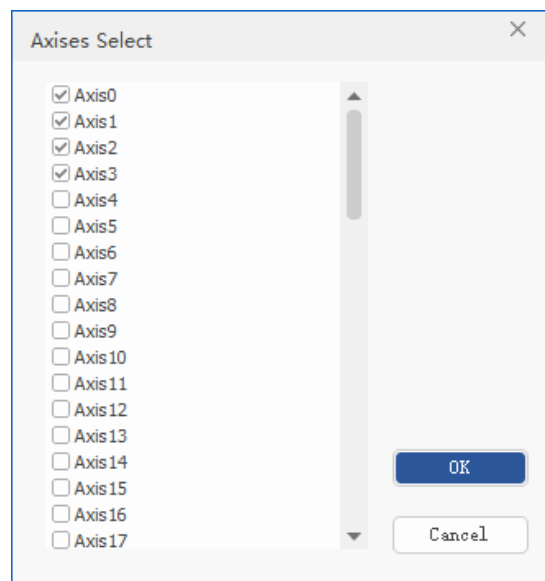 Axises Select
Axis0
Axis1
Axis2
Axis3
Axis4
Axis5
Axis6
Axis7
Axis8
Axis9
Axis10
Axis11
Axis12
Axis13
Axis14
Axis15
Axis16
Axis17
OK
Cancel